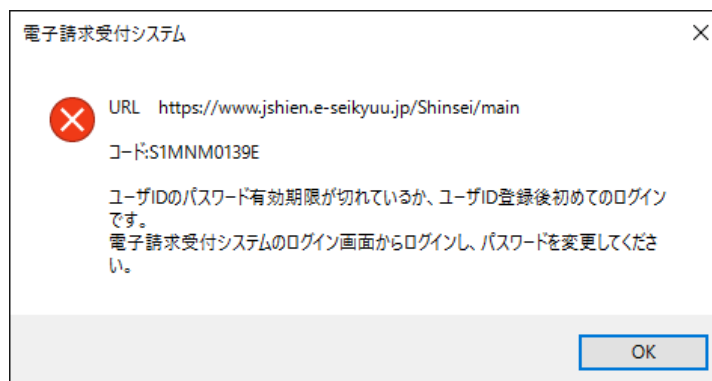 電子請求受付システム
URL https://www.jshien.e-seikyuu.jp/Shinsei/main
コード:S1MNM0139E
ユーザIDのパスワード有効期限が切れているか、ユーザID登録後初めてのログイン
です。
電子請求受付システムのログイン画面からログインし、パスワードを変更してくださ
い。
OK